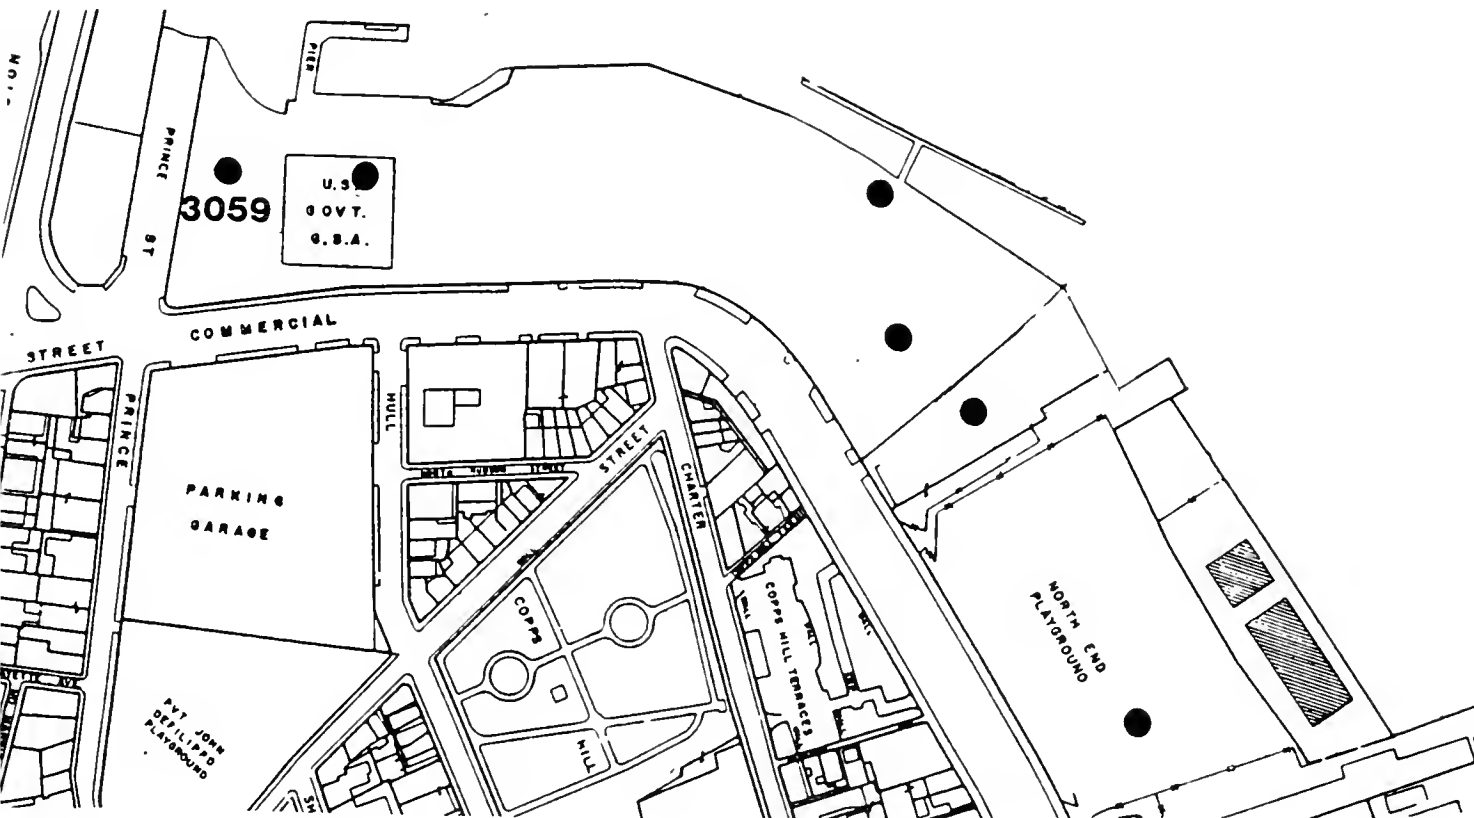 PIER
PRINCE
ST
3059
U.S.
GOVT.
G.S.A.
COMMERCIAL
STREET
PRINCE
HULL
STREET
CHARTER
PARKING
GARAGE
COPPS
HILL
COPPS HILL TERRACES
NORTH END
PLAYGROUND
PVT JOHN
DEFILIPPO
PLAYGROUND